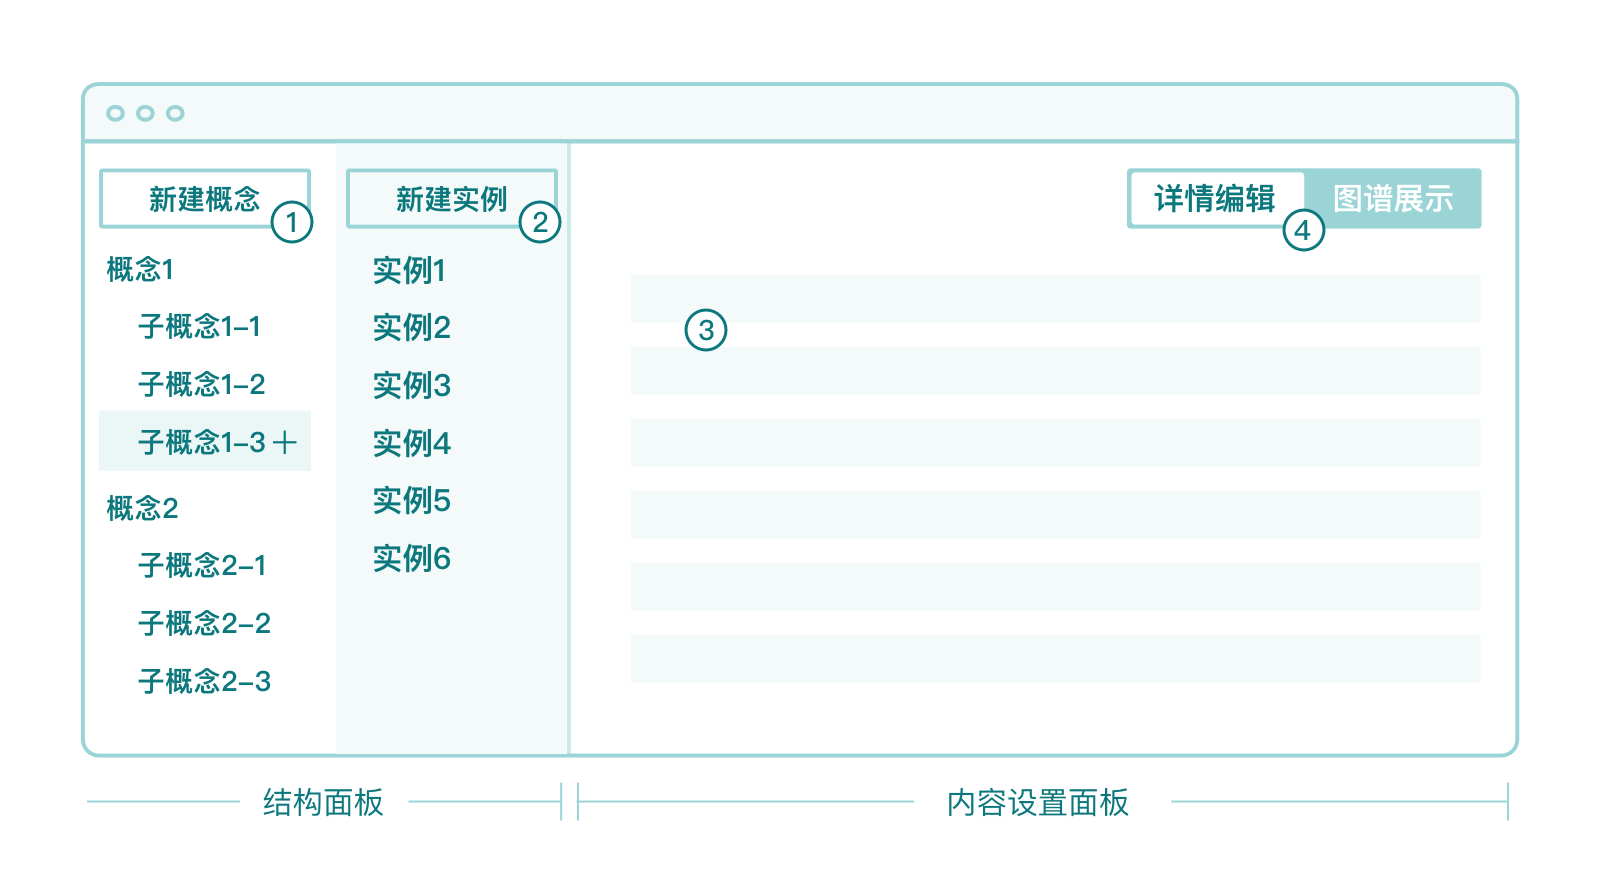 新建概念
1
概念1
子概念1-1
子概念1-2
子概念1-3
概念2
子概念2-1
子概念2-2
子概念2-3
新建实例
2
实例1
实例2
实例3
实例4
实例5
实例6
详情编辑
图谱展示
4
3
结构面板
内容设置面板